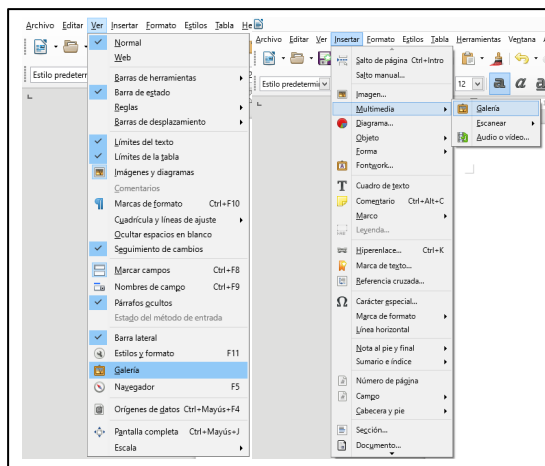 Archivo Editar Ver Insertar Formato Estilos Tabla He
Estilo predetern
Normal
Web
Barras de herramientas
Barra de estado
Reglas
Barras de desplazamiento
Límites del texto
Límites de la tabla
Imágenes y diagramas
Comentarios
Marcas de formato Ctrl+F10
Cuadrícula y líneas de ajuste
Ocultar espacios en blanco
Seguimiento de cambios
Marcar campos Ctrl+F8
Nombres de campo Ctrl+F9
Párrafos ocultos
Estado del método de entrada
Barra lateral
Estilos y formato F11
Galería
Navegador F5
Orígenes de datos Ctrl+Mayús+F4
Pantalla completa Ctrl+Mayús+J
Escala
Archivo Editar Ver Insertar Formato Estilos Tabla Herramientas Ventana
Estilo predetermi
12 a a
Salto de página Ctrl+Intro
Salto manual...
Imagen...
Multimedia
Diagrama...
Objeto
Forma
Fontwork...
Cuadro de texto
Comentario Ctrl+Alt+C
Marco
Leyenda...
Hiperenlace... Ctrl+K
Marca de texto...
Referencia cruzada...
Carácter especial...
Marca de formato
Línea horizontal
Nota al pie y final
Sumario e índice
Número de página
Campo
Cabecera y pie
Sección...
Documento...
Galería
Escanear
Audio o vídeo...